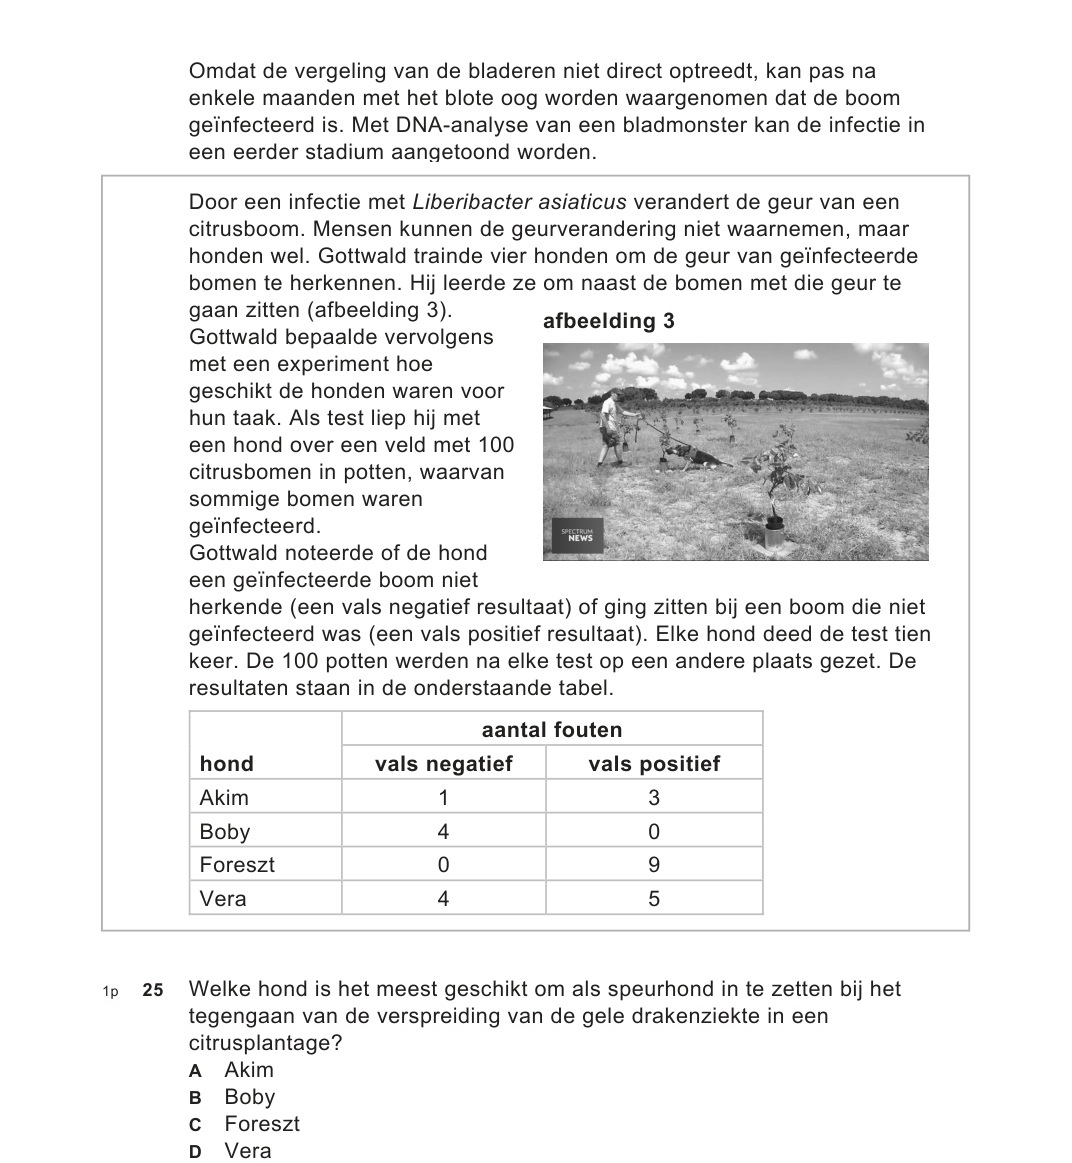 Omdat de vergeling van de bladeren niet direct optreedt, kan pas na
enkele maanden met het blote oog worden waargenomen dat de boom
geïnfecteerd is. Met DNA-analyse van een bladmonster kan de infectie in
een eerder stadium aangetoond worden.
Door een infectie met Liberibacter asiaticus verandert de geur van een
citrusboom. Mensen kunnen de geurverandering niet waarnemen, maar
honden wel. Gottwald trainde vier honden om de geur van geïnfecteerde
bomen te herkennen. Hij leerde ze om naast de bomen met die geur te
gaan zitten (afbeelding 3).
Gottwald bepaalde vervolgens
met een experiment hoe
geschikt de honden waren voor
hun taak. Als test liep hij met
een hond over een veld met 100
citrusbomen in potten, waarvan
sommige bomen waren
geïnfecteerd.
Gottwald noteerde of de hond
een geïnfecteerde boom niet
afbeelding 3
SPECTRUM
NEWS
herkende (een vals negatief resultaat) of ging zitten bij een boom die niet
geïnfecteerd was (een vals positief resultaat). Elke hond deed de test tien
keer. De 100 potten werden na elke test op een andere plaats gezet. De
resultaten staan in de onderstaande tabel.
aantal fouten
hond vals negatief vals positief
Akim 1 3
Boby 4 0
Foreszt 0 9
Vera 4 5
1p 25 Welke hond is het meest geschikt om als speurhond in te zetten bij het
tegengaan van de verspreiding van de gele drakenziekte in een
citrusplantage?
A Akim
B Boby
C Foreszt
D Vera